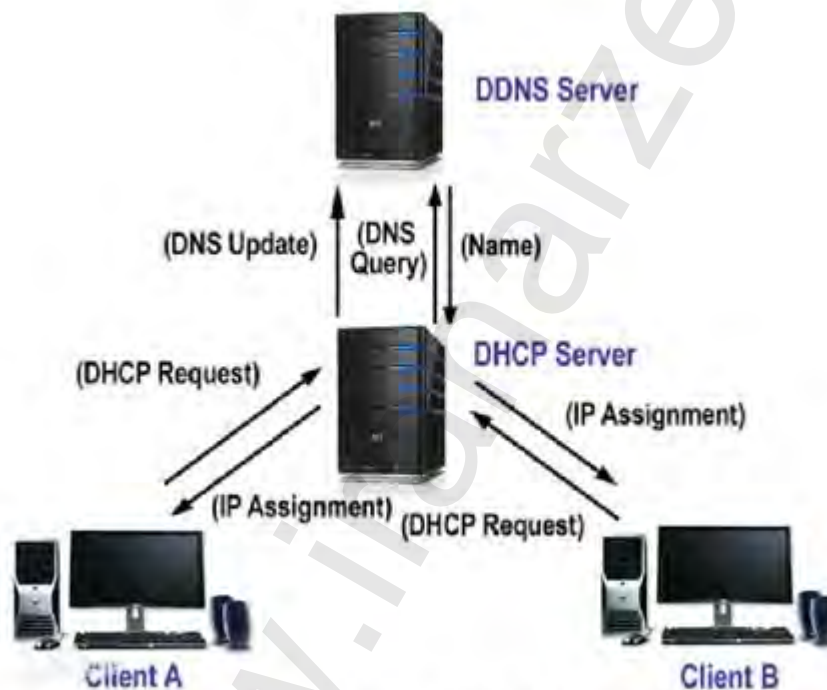 DDNS Server
(DNS Update)
(DNS
Query)
(Name)
DHCP Server
(DHCP Request)
(IP Assignment)
(IP Assignment)
(DHCP Request)
Client A
Client B